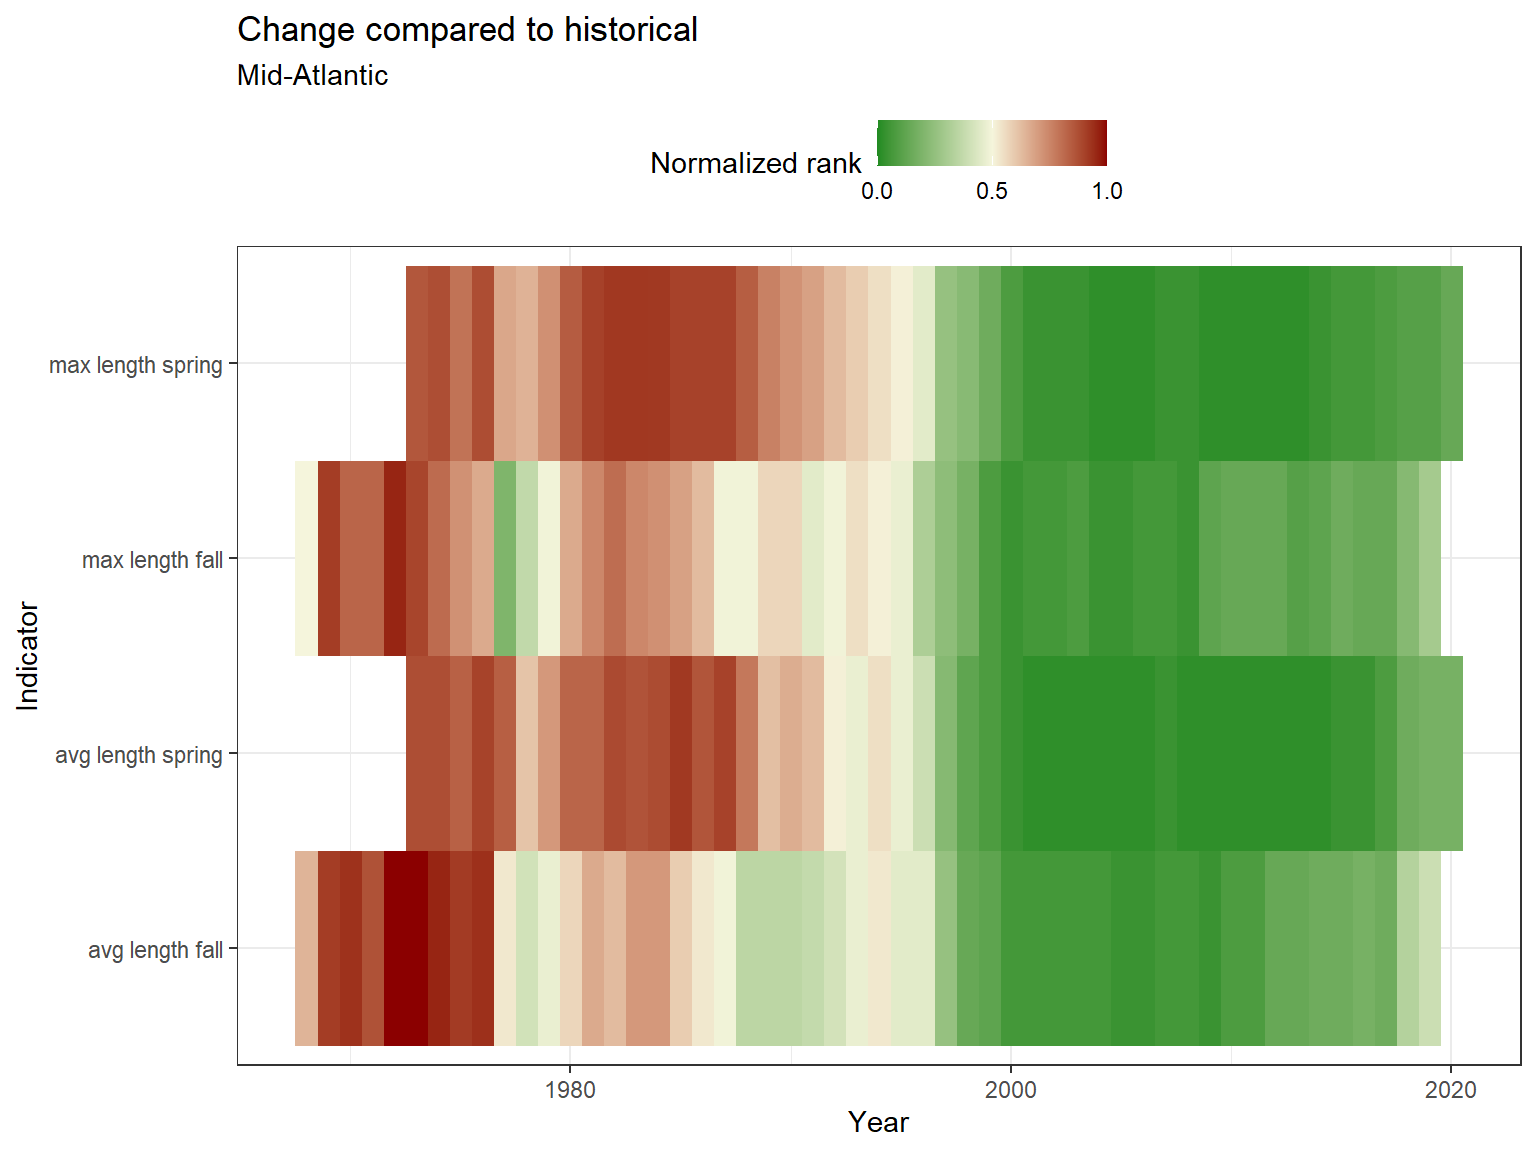 Change compared to historical
Mid-Atlantic
Normalized rank
0.0 0.5 1.0
max length spring
max length fall
avg length spring
avg length fall
Indicator
1980 2000 2020
Year